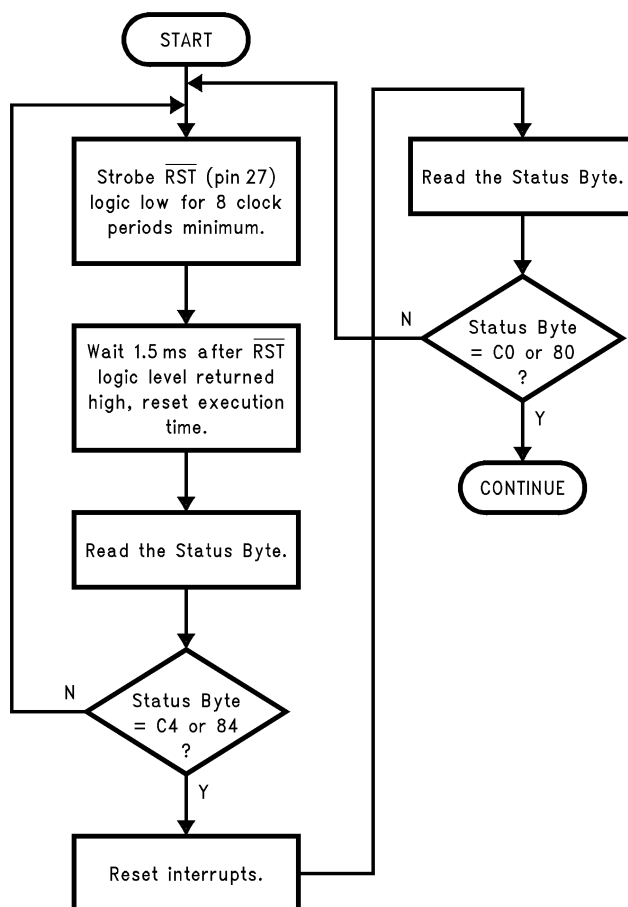 START
Strobe R̅S̅T̅ (pin 27)
logic low for 8 clock
periods minimum.
Wait 1.5 ms after R̅S̅T̅
logic level returned
high, reset execution
time.
Read the Status Byte.
Status Byte
= C4 or 84
?
N
Y
Reset interrupts.
Read the Status Byte.
Status Byte
= C0 or 80
?
N
Y
CONTINUE